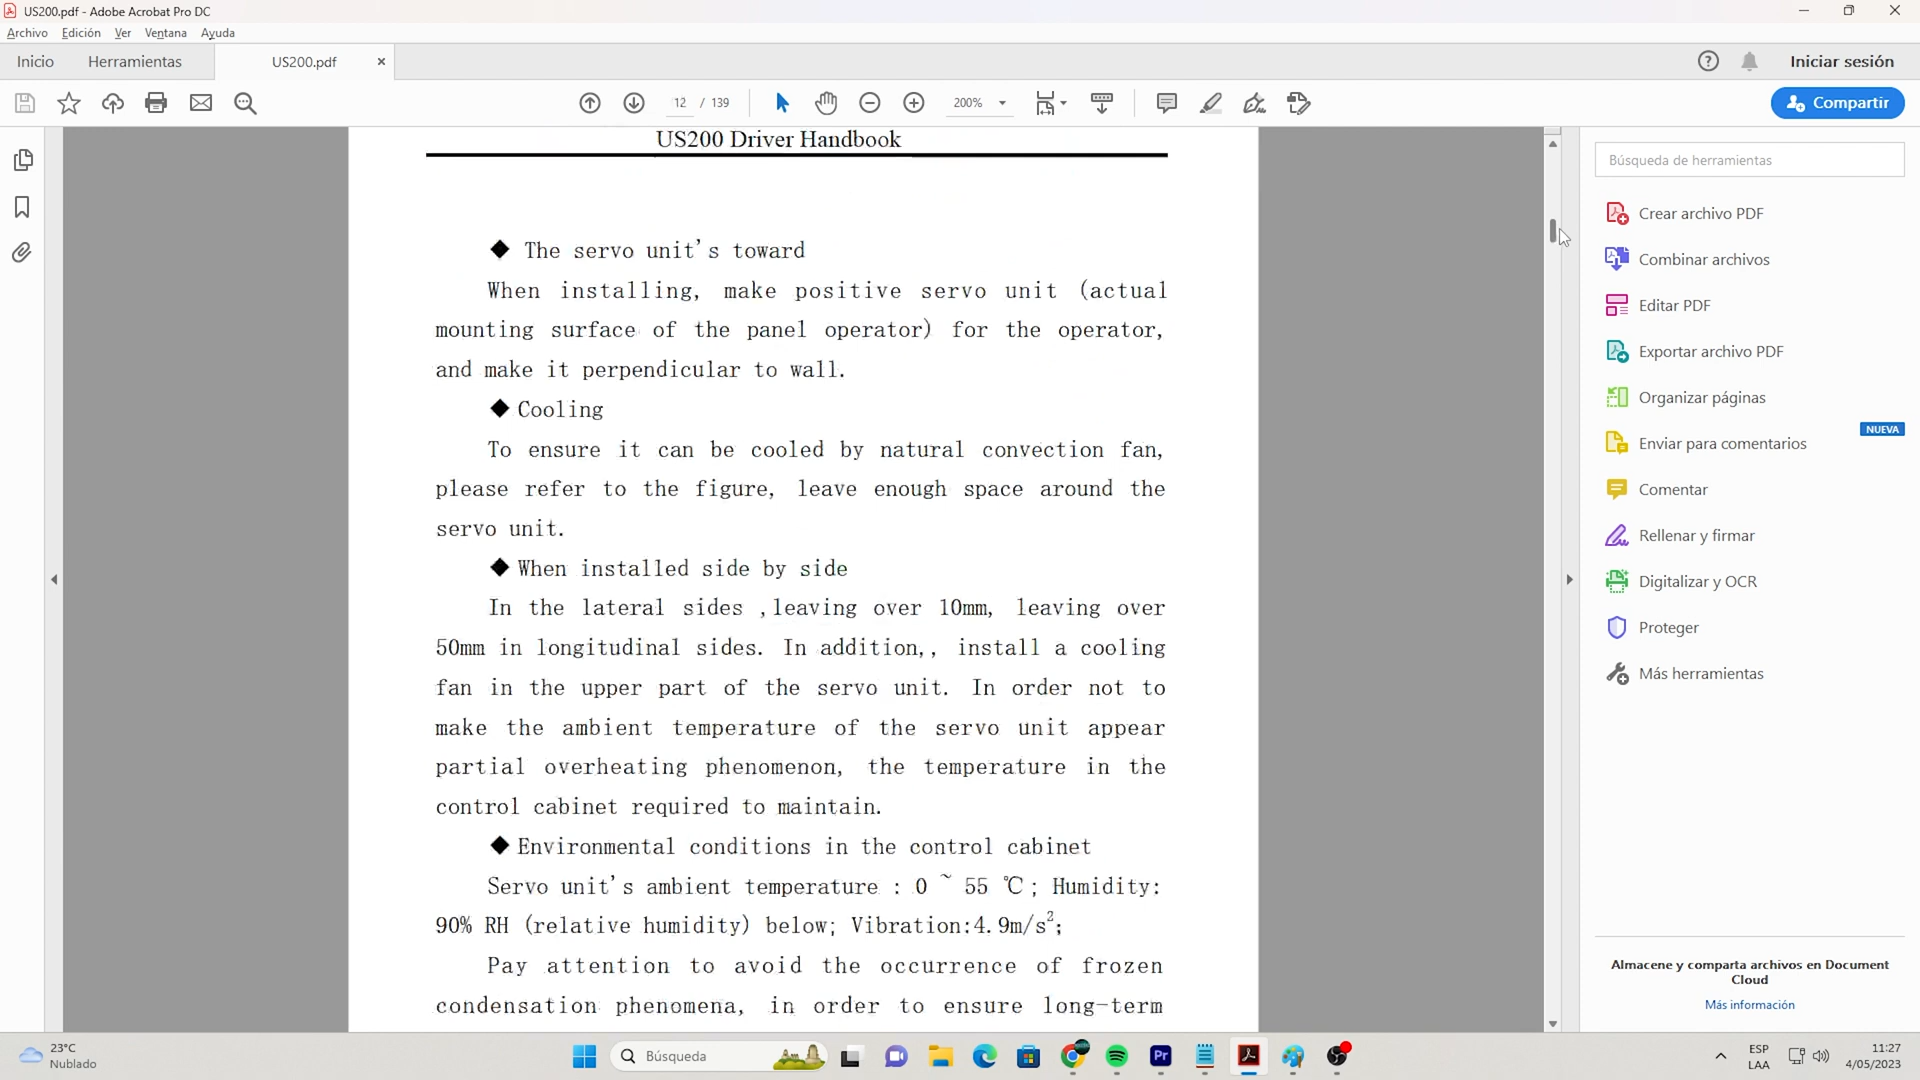 US200.pdf - Adobe Acrobat Pro DC
Archivo Edición Ver Ventana Ayuda
Inicio Herramientas US200.pdf Iniciar sesión
12 / 139 200% Compartir
US200 Driver Handbook
◆ The servo unit's toward
When installing, make positive servo unit (actual
mounting surface of the panel operator) for the operator,
and make it perpendicular to wall.
◆ Cooling
To ensure it can be cooled by natural convection fan,
please refer to the figure, leave enough space around the
servo unit.
◆ When installed side by side
In the lateral sides ,leaving over 10mm, leaving over
50mm in longitudinal sides. In addition,, install a cooling
fan in the upper part of the servo unit. In order not to
make the ambient temperature of the servo unit appear
partial overheating phenomenon, the temperature in the
control cabinet required to maintain.
◆ Environmental conditions in the control cabinet
Servo unit's ambient temperature : 0 ~ 55 ℃; Humidity:
90% RH (relative humidity) below; Vibration:4.9m/s²;
Pay attention to avoid the occurrence of frozen
condensation phenomena, in order to ensure long-term
Búsqueda de herramientas
Crear archivo PDF
Combinar archivos
Editar PDF
Exportar archivo PDF
Organizar páginas
NUEVA
Enviar para comentarios
Comentar
Rellenar y firmar
Digitalizar y OCR
Proteger
Más herramientas
Almacene y comparta archivos en Document
Cloud
Más información
23°C
Nublado
Búsqueda
Pr
ESP
LAA
11:27
4/05/2023